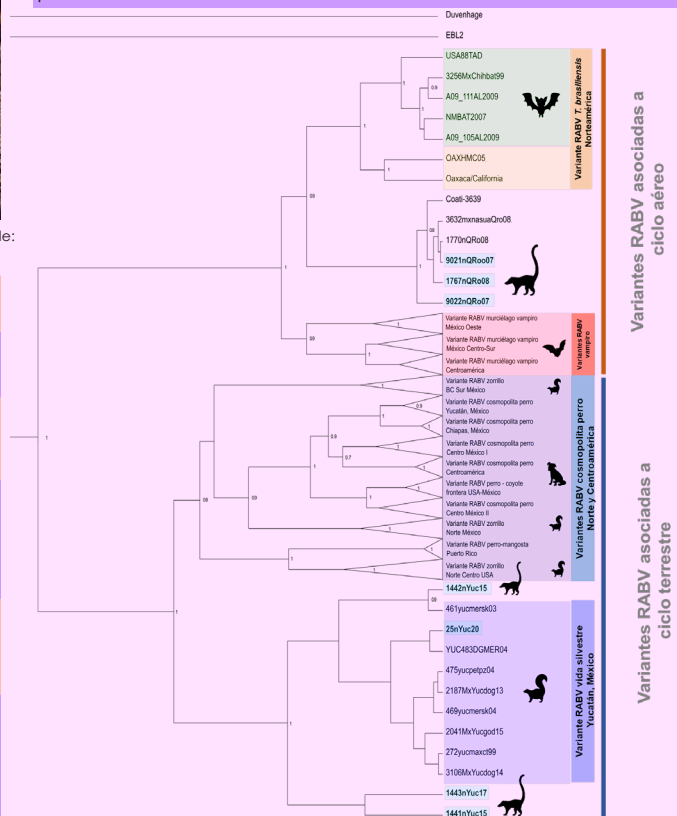 Duvenhage
EBL2
USA88TAD
3256MxChihbat99
A09_111AL2009
NMBAT2007
A09_105AL2009
OAXHMC05
Oaxaca/California
Variante RABV T. brasiliensis
Norteamérica
Coati-3639
3632mxnasuaQro08
1770nQRo08
9021nQRoo07
1767nQRo08
9022nQRo07
Variante RABV murciélago vampiro
México Oeste
Variante RABV murciélago vampiro
México Centro-Sur
Variante RABV murciélago vampiro
Centroamérica
Variantes RABV
vampiro
Variantes RABV asociadas a
ciclo aéreo
de:
Variante RABV zorrillo
BC Sur México
Variante RABV cosmopolita perro
Yucatán, México
Variante RABV cosmopolita perro
Chiapas, México
Variante RABV cosmopolita perro
Centro México I
Variante RABV cosmopolita perro
Centroamérica
Variante RABV perro - coyote
frontera USA-México
Variante RABV cosmopolita perro
Centro México II
Variante RABV zorrillo
Norte México
Variante RABV perro-mangosta
Puerto Rico
Variante RABV zorrillo
Norte Centro USA
Variantes RABV cosmopolita perro
Norte y Centroamérica
1442nYuc15
461yucmersk03
25nYuc20
YUC483DGMER04
475yucpetpz04
2187MxYucdog13
469yucmersk04
2041MxYucgod15
272yucmaxct99
3106MxYucdog14
Variante RABV vida silvestre
Yucatán, México
1443nYuc17
1441nYuc15
Variantes RABV asociadas a
ciclo terrestre